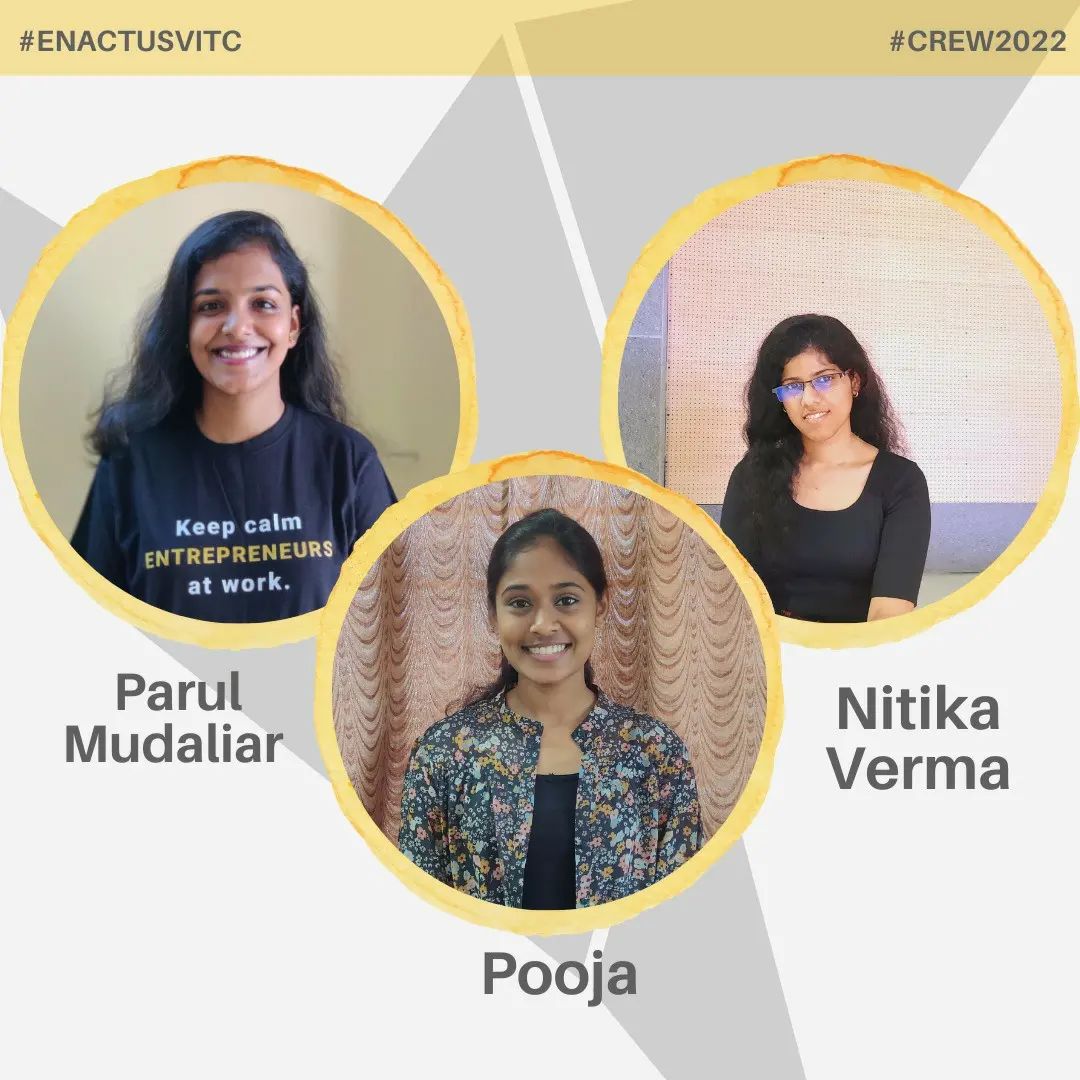 #ENACTUSVITC
#CREW2022
Keep calm
ENTREPRENEURS
at work.
Parul
Mudaliar
Nitika
Verma
Pooja